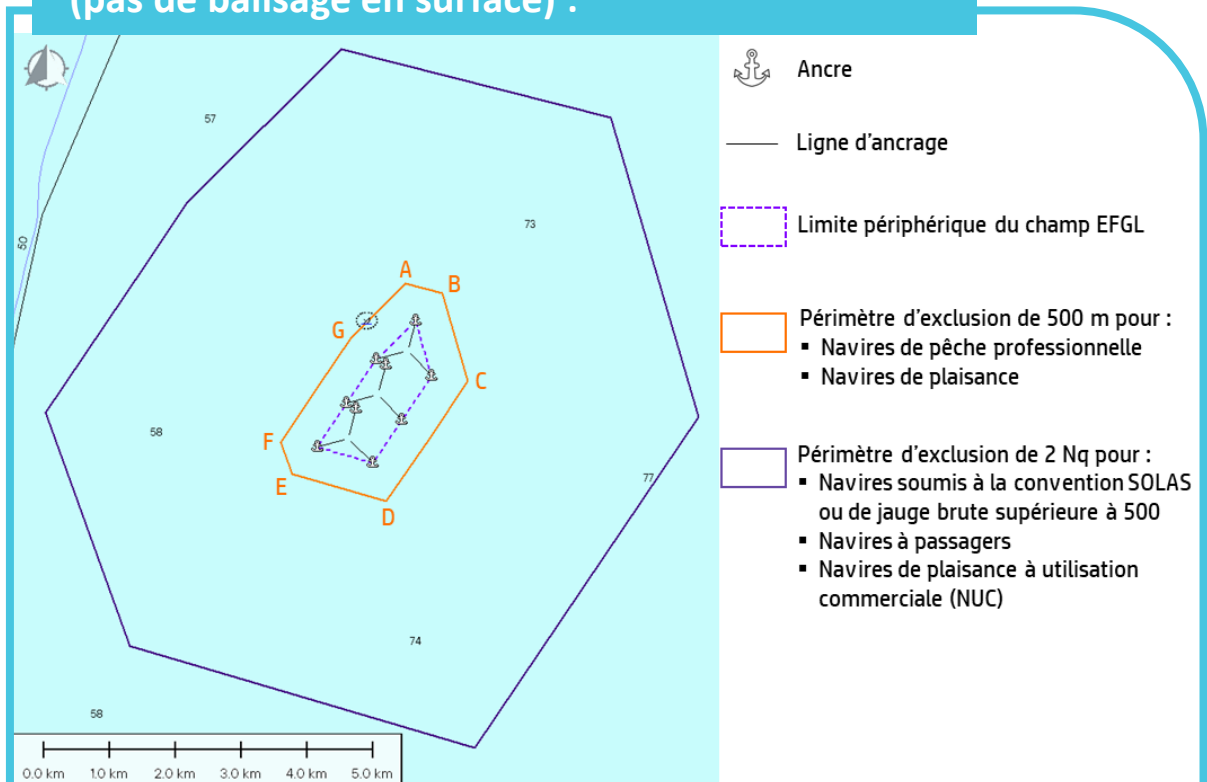 (pas de balisage en surface) :
57
73
50
A
B
G
C
58
F
E
D
77
74
58
0.0 km 1.0 km 2.0 km 3.0 km 4.0 km 5.0 km
Ancre
Ligne d'ancrage
Limite périphérique du champ EFGL
Périmètre d'exclusion de 500 m pour :
▪ Navires de pêche professionnelle
▪ Navires de plaisance
Périmètre d'exclusion de 2 Nq pour :
▪ Navires soumis à la convention SOLAS
ou de jauge brute supérieure à 500
▪ Navires à passagers
▪ Navires de plaisance à utilisation
commerciale (NUC)